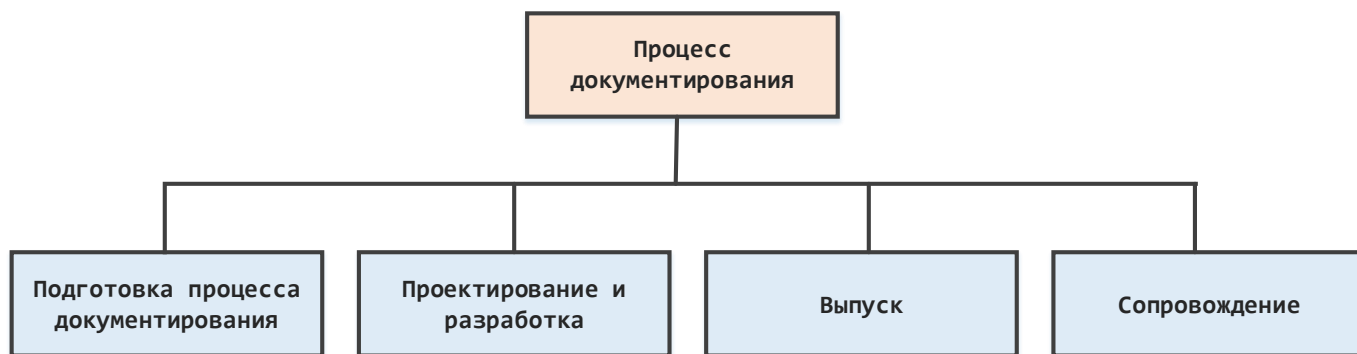 Процесс
документирования
Подготовка процесса
документирования
Проектирование и
разработка
Выпуск
Сопровождение